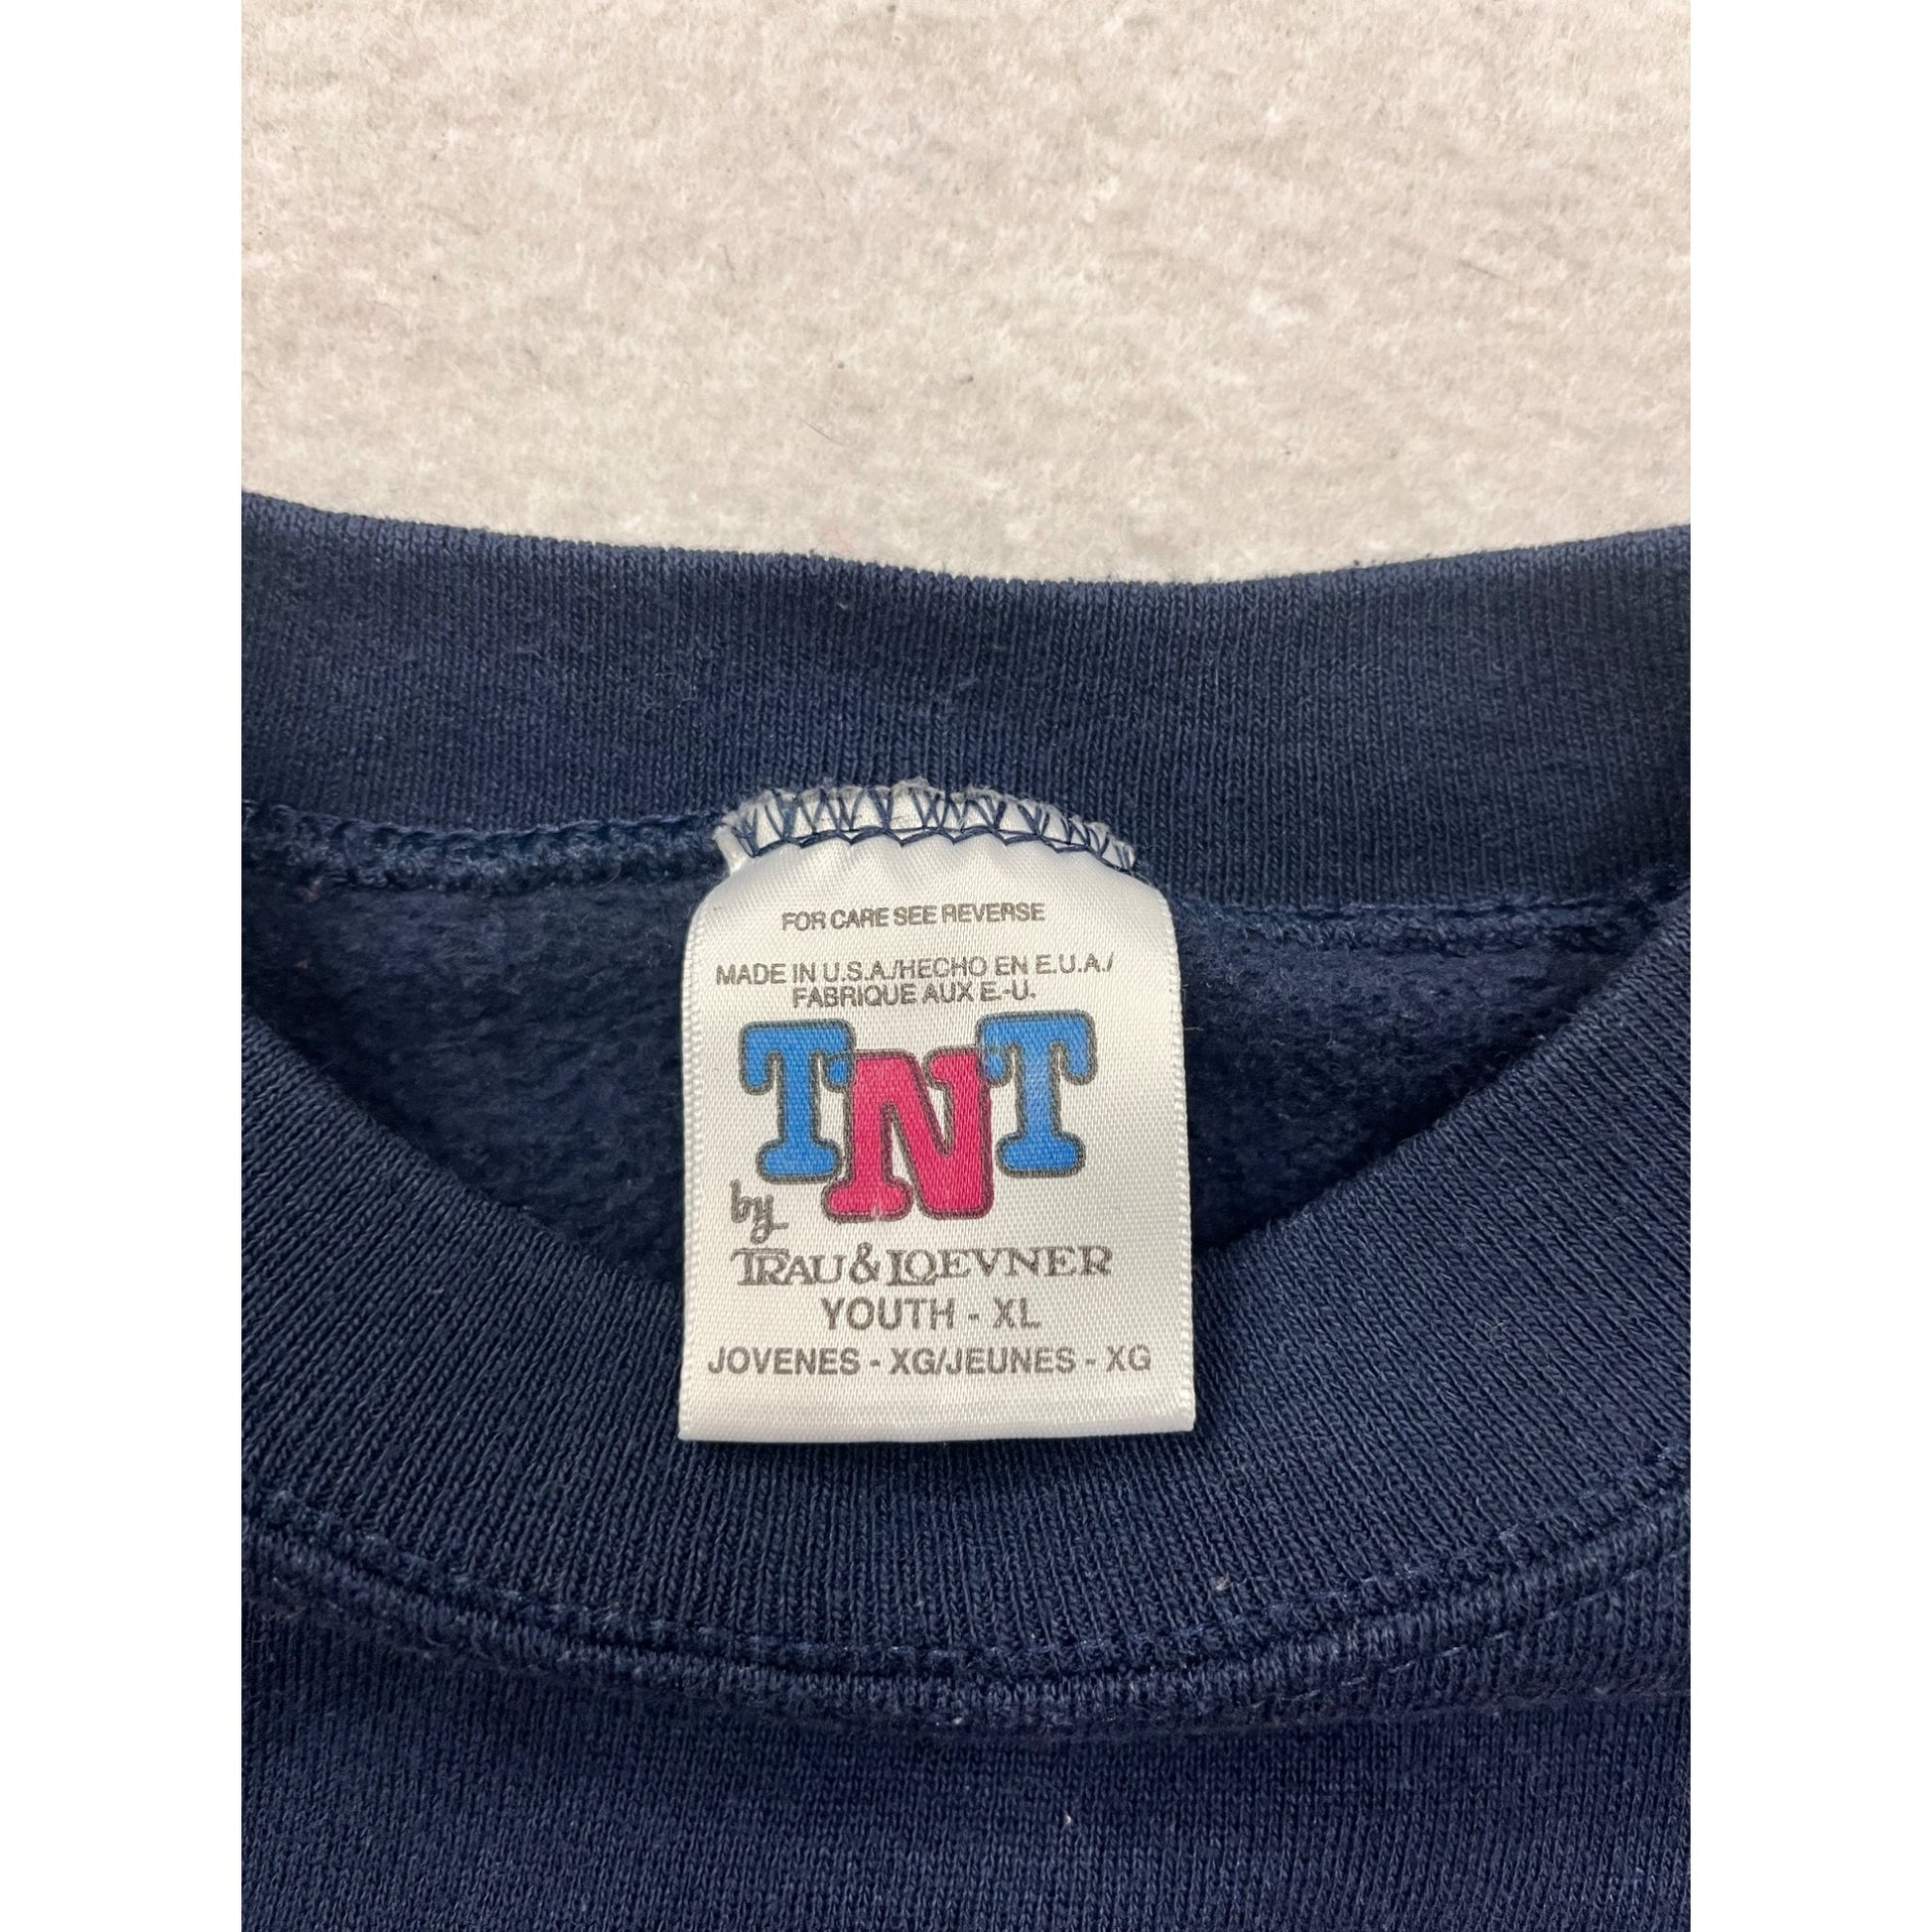 FOR CARE SEE REVERSE
MADE IN U.S.A./HECHO EN E.U.A./
FABRIQUE AUX E.-U.
TNT
by
TRAU & LOEVNER
YOUTH - XL
JOVENES - XG/JEUNES - XG